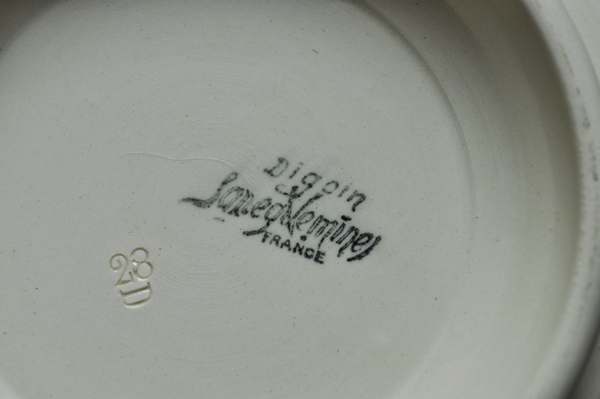 Digoin
Sarreguemines
FRANCE
28
D